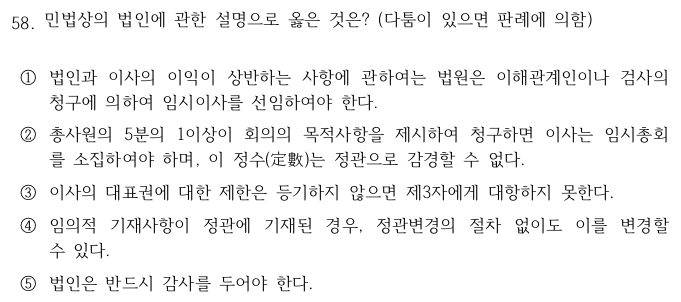 58. 민법상의 법인에 관한 설명으로 옳은 것은? (다툼이 있으면 판례에 의함)
① 법인과 이사의 이익이 상반하는 사항에 관하여는 법원은 이해관계인이나 검사의
청구에 의하여 임시이사를 선임하여야 한다.
② 총사원의 5분의 1이상이 회의의 목적사항을 제시하여 청구하면 이사는 임시총회
를 소집하여야 하며, 이 정수(定數)는 정관으로 감경할 수 없다.
③ 이사의 대표권에 대한 제한은 등기하지 않으면 제3자에게 대항하지 못한다.
④ 임의적 기재사항이 정관에 기재된 경우, 정관변경의 절차 없이도 이를 변경할
수 있다.
⑤ 법인은 반드시 감사를 두어야 한다.